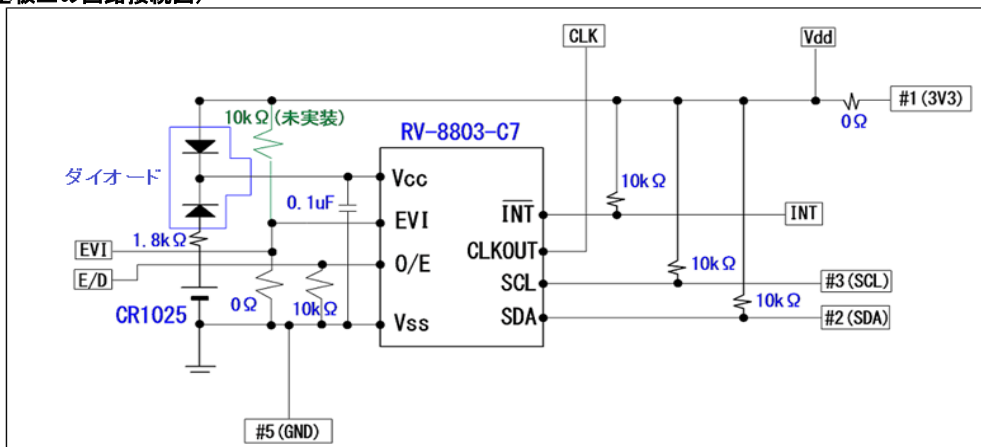 CLK
Vdd
10kΩ(未実装)
#1(3V3)
0Ω
RV-8803-C7
ダイオード
Vcc
0.1uF
10kΩ
INT
INT
EVI
1.8kΩ
EVI
CLKOUT
E/D
O/E
10kΩ
SCL
#3(SCL)
0Ω
10kΩ
10kΩ
CR1025
Vss
SDA
#2(SDA)
#5(GND)